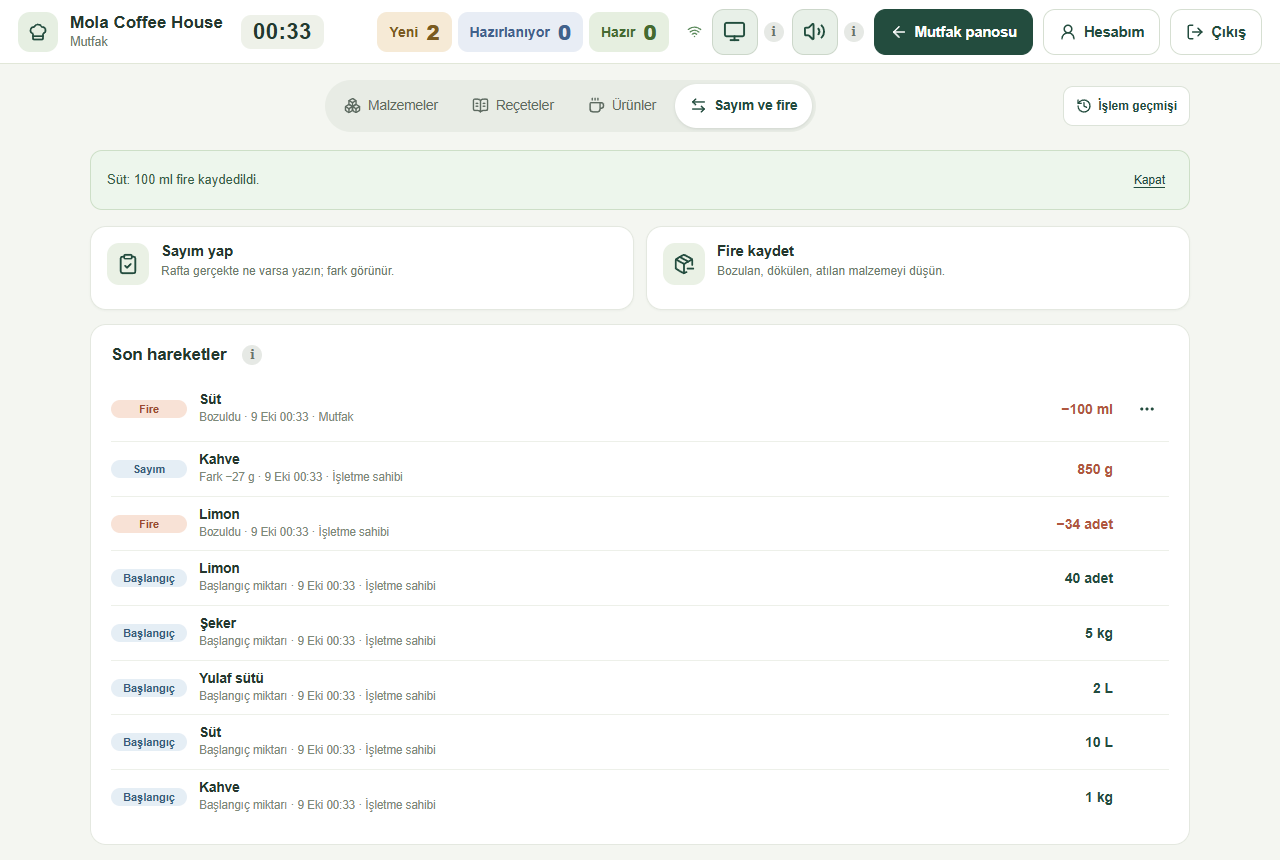 Mola Coffee House
Mutfak
00:33
Yeni 2
Hazırlanıyor 0
Hazır 0
i
i
Mutfak panosu
Hesabım
Çıkış
Malzemeler
Reçeteler
Ürünler
Sayım ve fire
İşlem geçmişi
Süt: 100 ml fire kaydedildi.
Kapat
Sayım yap
Rafta gerçekte ne varsa yazın; fark görünür.
Fire kaydet
Bozulan, dökülen, atılan malzemeyi düşün.
Son hareketler i
Fire
Süt
Bozuldu · 9 Eki 00:33 · Mutfak
−100 ml
Sayım
Kahve
Fark −27 g · 9 Eki 00:33 · İşletme sahibi
850 g
Fire
Limon
Bozuldu · 9 Eki 00:33 · İşletme sahibi
−34 adet
Başlangıç
Limon
Başlangıç miktarı · 9 Eki 00:33 · İşletme sahibi
40 adet
Başlangıç
Şeker
Başlangıç miktarı · 9 Eki 00:33 · İşletme sahibi
5 kg
Başlangıç
Yulaf sütü
Başlangıç miktarı · 9 Eki 00:33 · İşletme sahibi
2 L
Başlangıç
Süt
Başlangıç miktarı · 9 Eki 00:33 · İşletme sahibi
10 L
Başlangıç
Kahve
Başlangıç miktarı · 9 Eki 00:33 · İşletme sahibi
1 kg